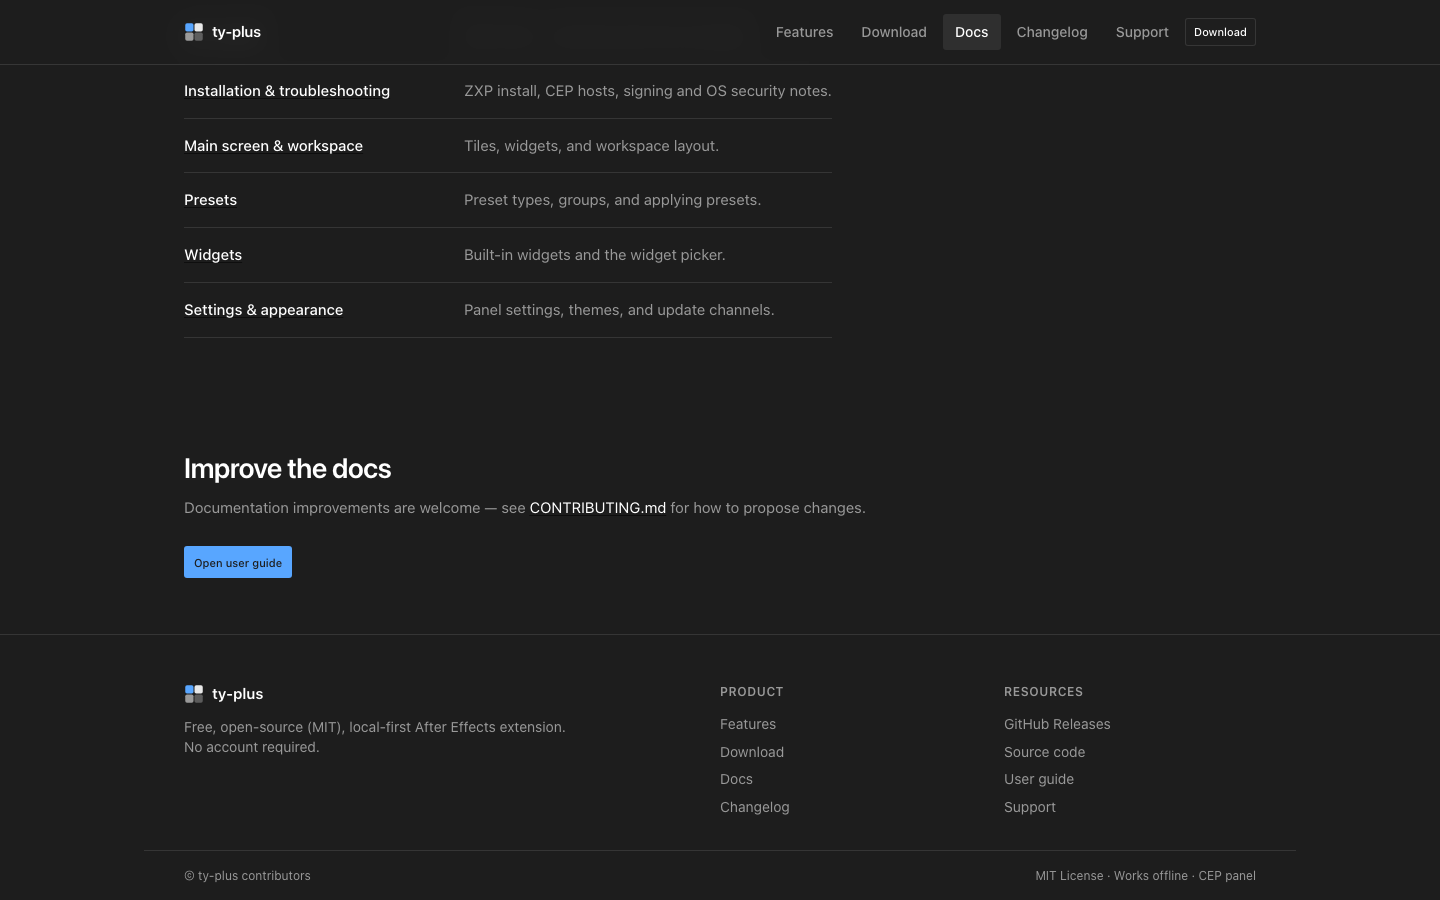 ty-plus
Features Download Docs Changelog Support Download
Installation & troubleshooting ZXP install, CEP hosts, signing and OS security notes.
Main screen & workspace Tiles, widgets, and workspace layout.
Presets Preset types, groups, and applying presets.
Widgets Built-in widgets and the widget picker.
Settings & appearance Panel settings, themes, and update channels.
Improve the docs
Documentation improvements are welcome — see CONTRIBUTING.md for how to propose changes.
Open user guide
ty-plus
Free, open-source (MIT), local-first After Effects extension.
No account required.
PRODUCT
Features
Download
Docs
Changelog
RESOURCES
GitHub Releases
Source code
User guide
Support
© ty-plus contributors
MIT License · Works offline · CEP panel